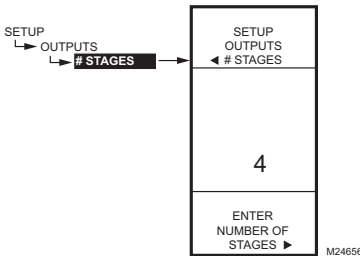 SETUP
OUTPUTS
# STAGES
SETUP
OUTPUTS
◄ # STAGES
4
ENTER
NUMBER OF
STAGES ►
M24656